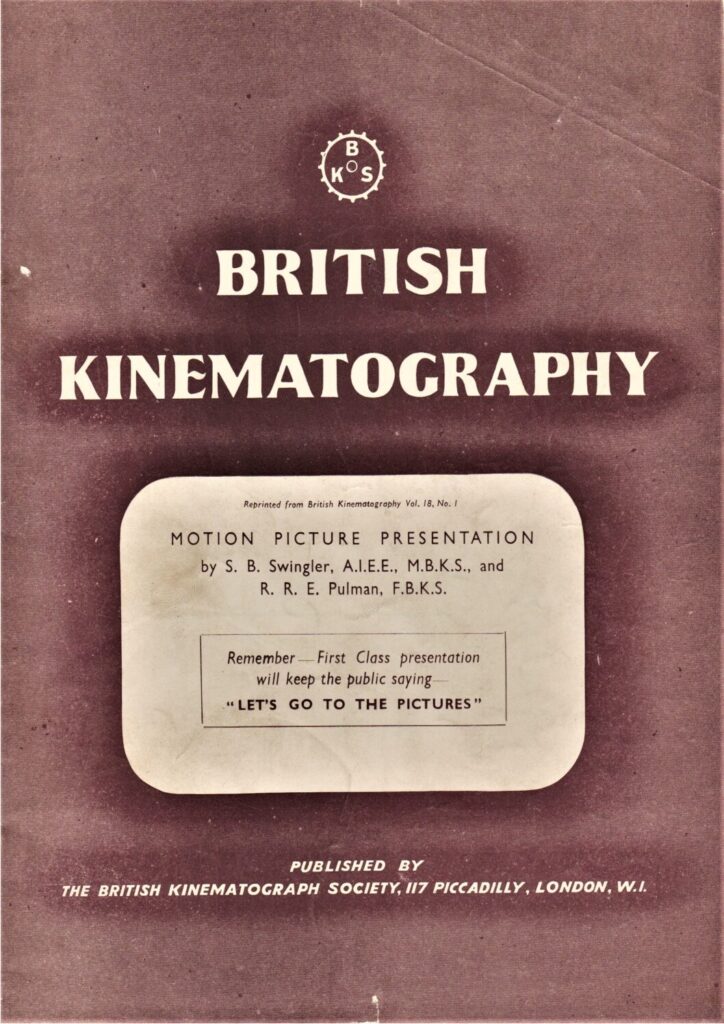 B
K S
BRITISH
KINEMATOGRAPHY
Reprinted from British Kinematography Vol. 18, No. 1
MOTION PICTURE PRESENTATION
by S. B. Swingler, A.I.E.E., M.B.K.S., and
R. R. E. Pulman, F.B.K.S.
Remember—First Class presentation
will keep the public saying—
"LET'S GO TO THE PICTURES"
PUBLISHED BY
THE BRITISH KINEMATOGRAPH SOCIETY, 117 PICCADILLY, LONDON, W.I.